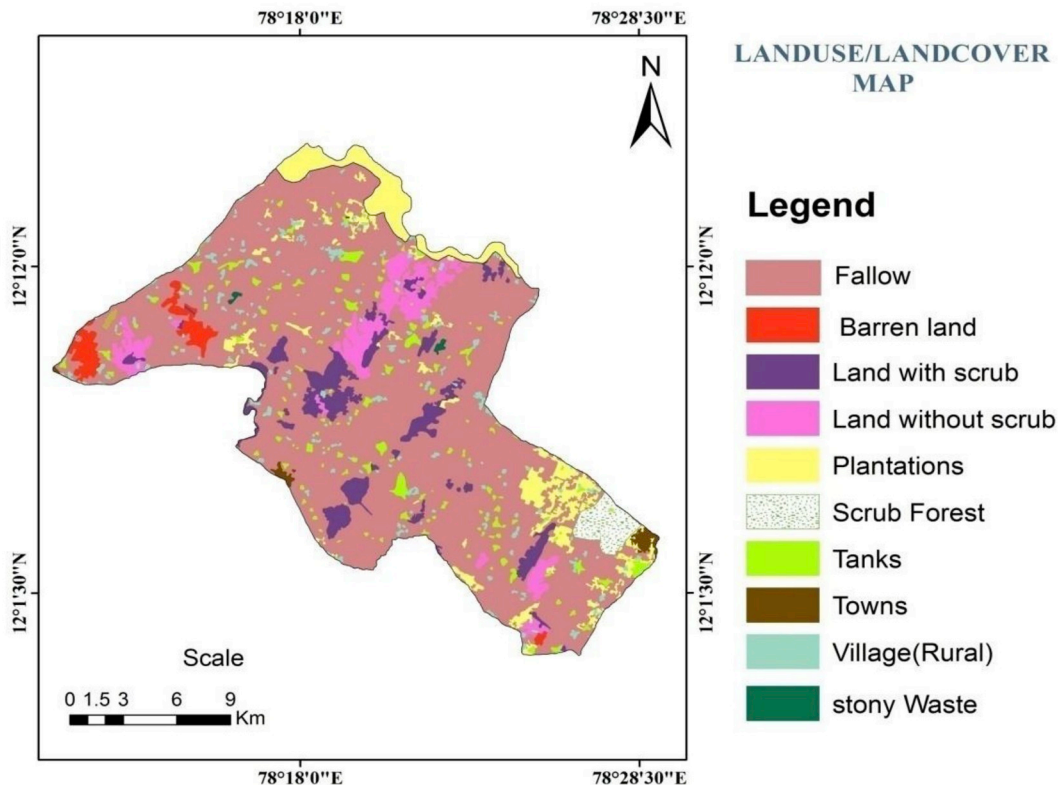 78°18'0"E
78°28'30"E
LANDUSE/LANDCOVER
MAP
N
12°12'0"N
12°12'0"N
Legend
Fallow
Barren land
Land with scrub
Land without scrub
Plantations
Scrub Forest
Tanks
Towns
Village(Rural)
stony Waste
12°1'30"N
12°1'30"N
Scale
0 1.5 3 6 9
Km
78°18'0"E
78°28'30"E